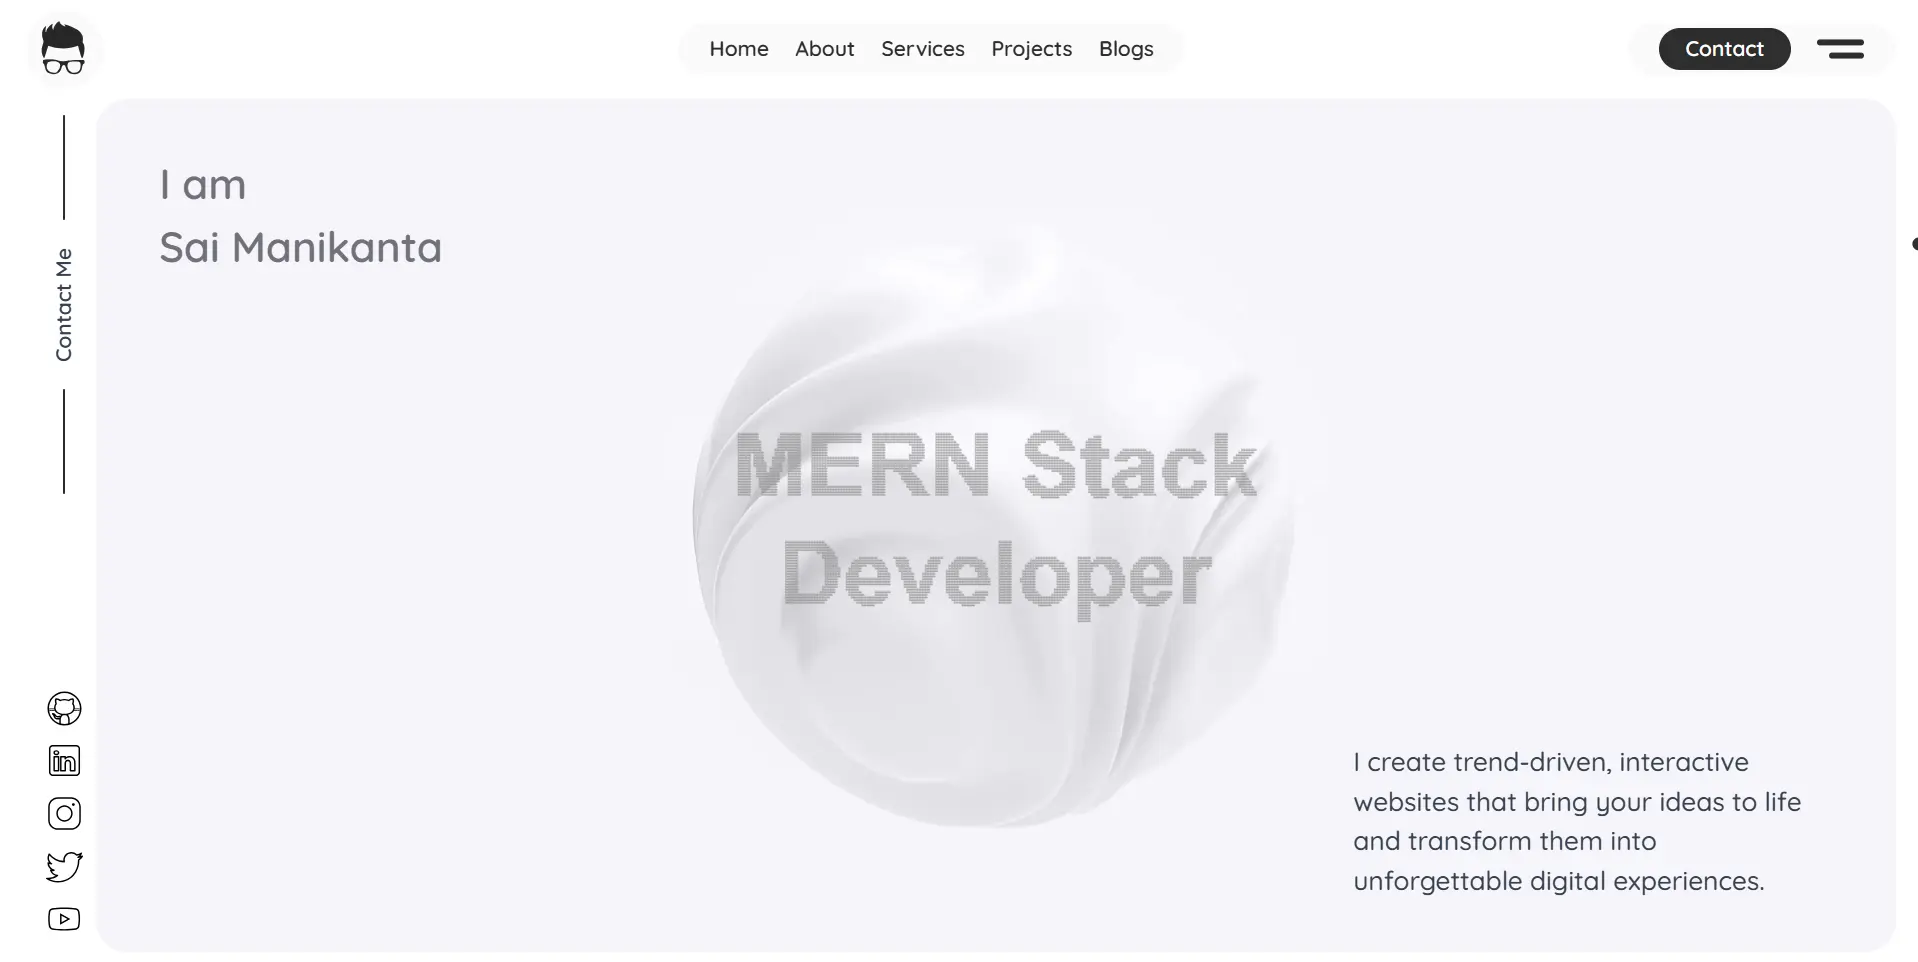 Home About Services Projects Blogs
Contact
Contact Me
I am
Sai Manikanta
MERN Stack
Developer
I create trend-driven, interactive
websites that bring your ideas to life
and transform them into
unforgettable digital experiences.
in